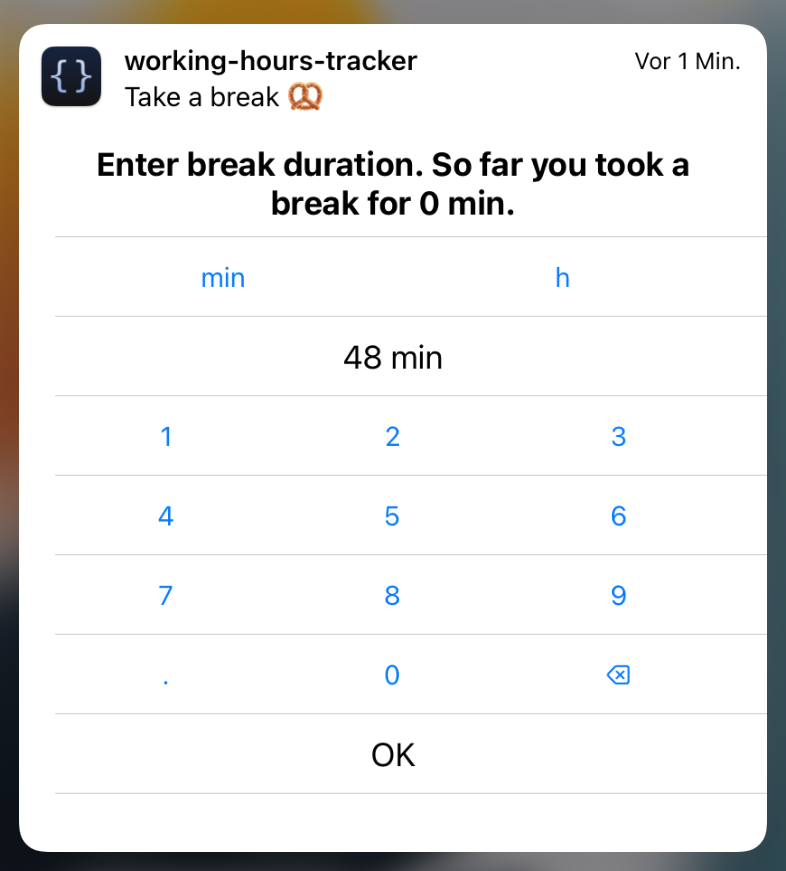 { }
working-hours-tracker
Vor 1 Min.
Take a break 🥨
Enter break duration. So far you took a
break for 0 min.
min h
48 min
1 2 3
4 5 6
7 8 9
. 0
OK